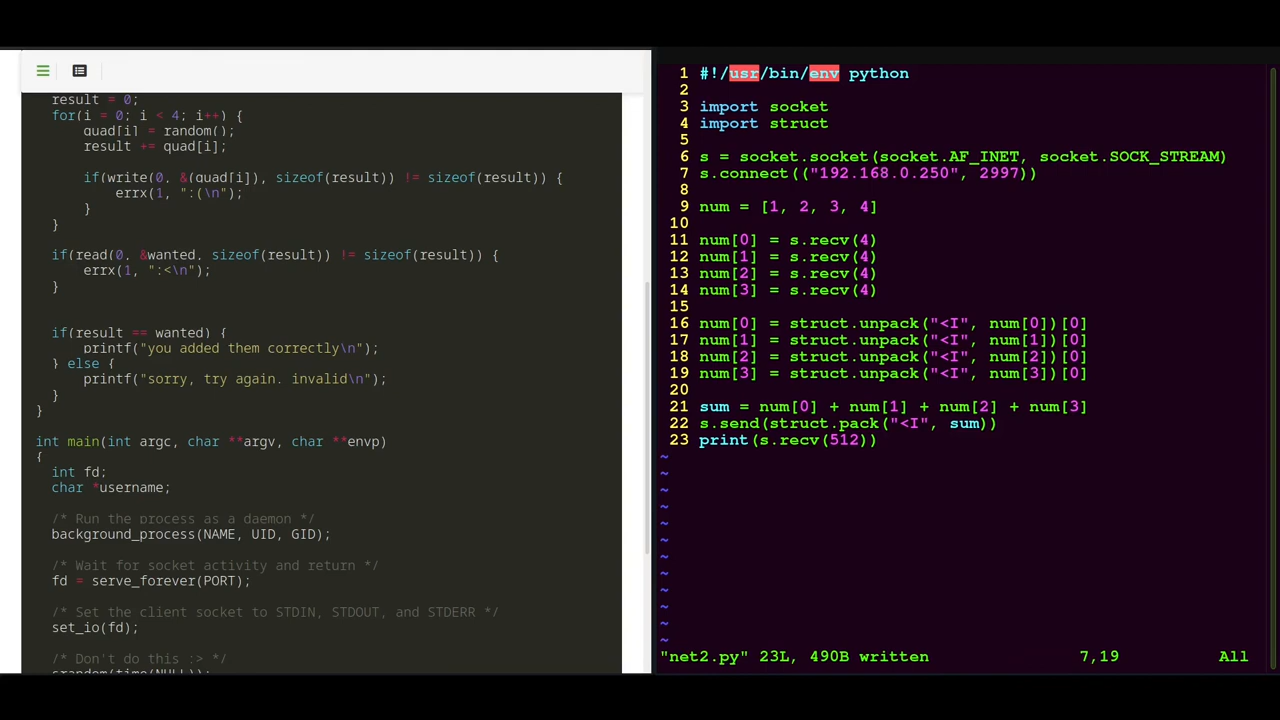 result = 0;
for(i = 0; i < 4; i++) {
quad[i] = random();
result += quad[i];
if(write(0, &(quad[i]), sizeof(result)) != sizeof(result)) {
errx(1, ":(\n");
}
}
if(read(0, &wanted, sizeof(result)) != sizeof(result)) {
errx(1, ":<\n");
}
if(result == wanted) {
printf("you added them correctly\n");
} else {
printf("sorry, try again. invalid\n");
}
}
int main(int argc, char **argv, char **envp)
{
int fd;
char *username;
/* Run the process as a daemon */
background_process(NAME, UID, GID);
/* Wait for socket activity and return */
fd = serve_forever(PORT);
/* Set the client socket to STDIN, STDOUT, and STDERR */
set_io(fd);
/* Don't do this :> */
srandom(time(NULL));
1 #!/usr/bin/env python
2
3 import socket
4 import struct
5
6 s = socket.socket(socket.AF_INET, socket.SOCK_STREAM)
7 s.connect(("192.168.0.250", 2997))
8
9 num = [1, 2, 3, 4]
10
11 num[0] = s.recv(4)
12 num[1] = s.recv(4)
13 num[2] = s.recv(4)
14 num[3] = s.recv(4)
15
16 num[0] = struct.unpack("<I", num[0])[0]
17 num[1] = struct.unpack("<I", num[1])[0]
18 num[2] = struct.unpack("<I", num[2])[0]
19 num[3] = struct.unpack("<I", num[3])[0]
20
21 sum = num[0] + num[1] + num[2] + num[3]
22 s.send(struct.pack("<I", sum))
23 print(s.recv(512))
~
~
~
~
~
~
~
~
~
~
~
~
"net2.py" 23L, 490B written 7,19 All